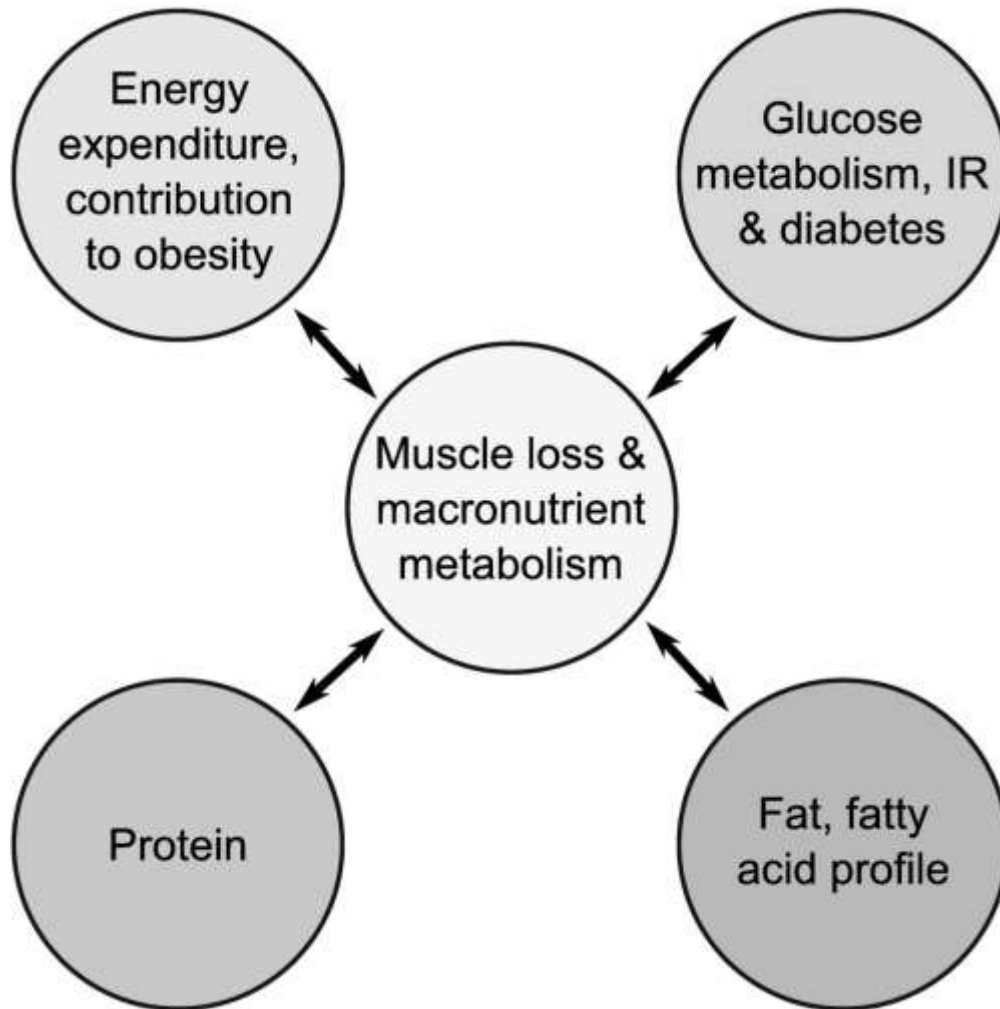 Energy
expenditure,
contribution
to obesity
Glucose
metabolism, IR
& diabetes
Muscle loss &
macronutrient
metabolism
Protein
Fat, fatty
acid profile